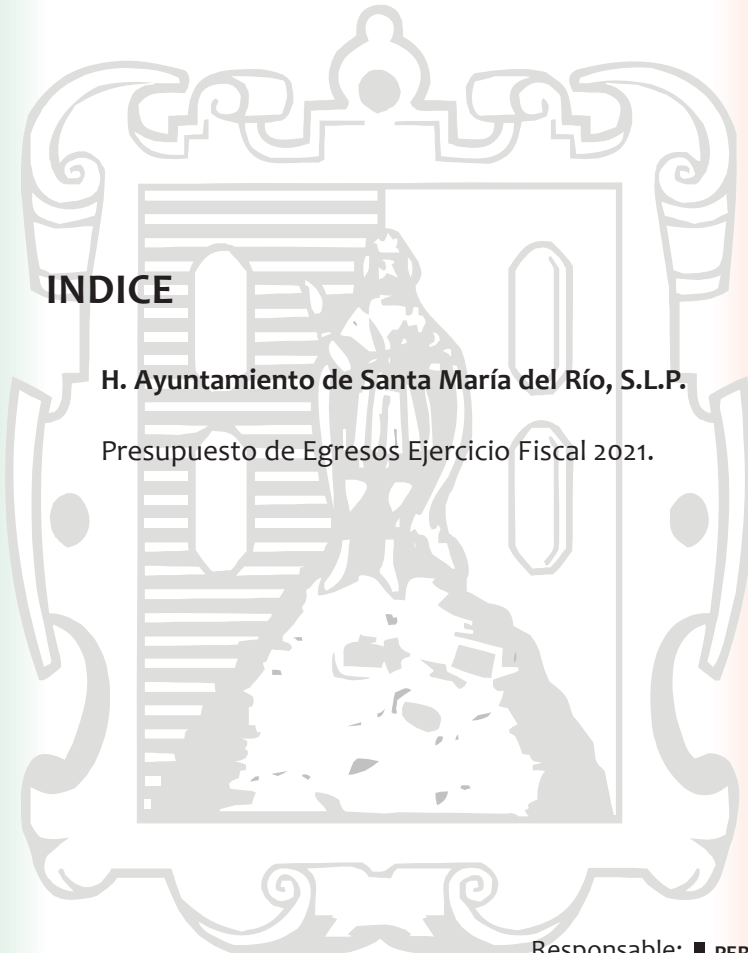 INDICE
H. Ayuntamiento de Santa María del Río, S.L.P.
Presupuesto de Egresos Ejercicio Fiscal 2021.
Responsable: